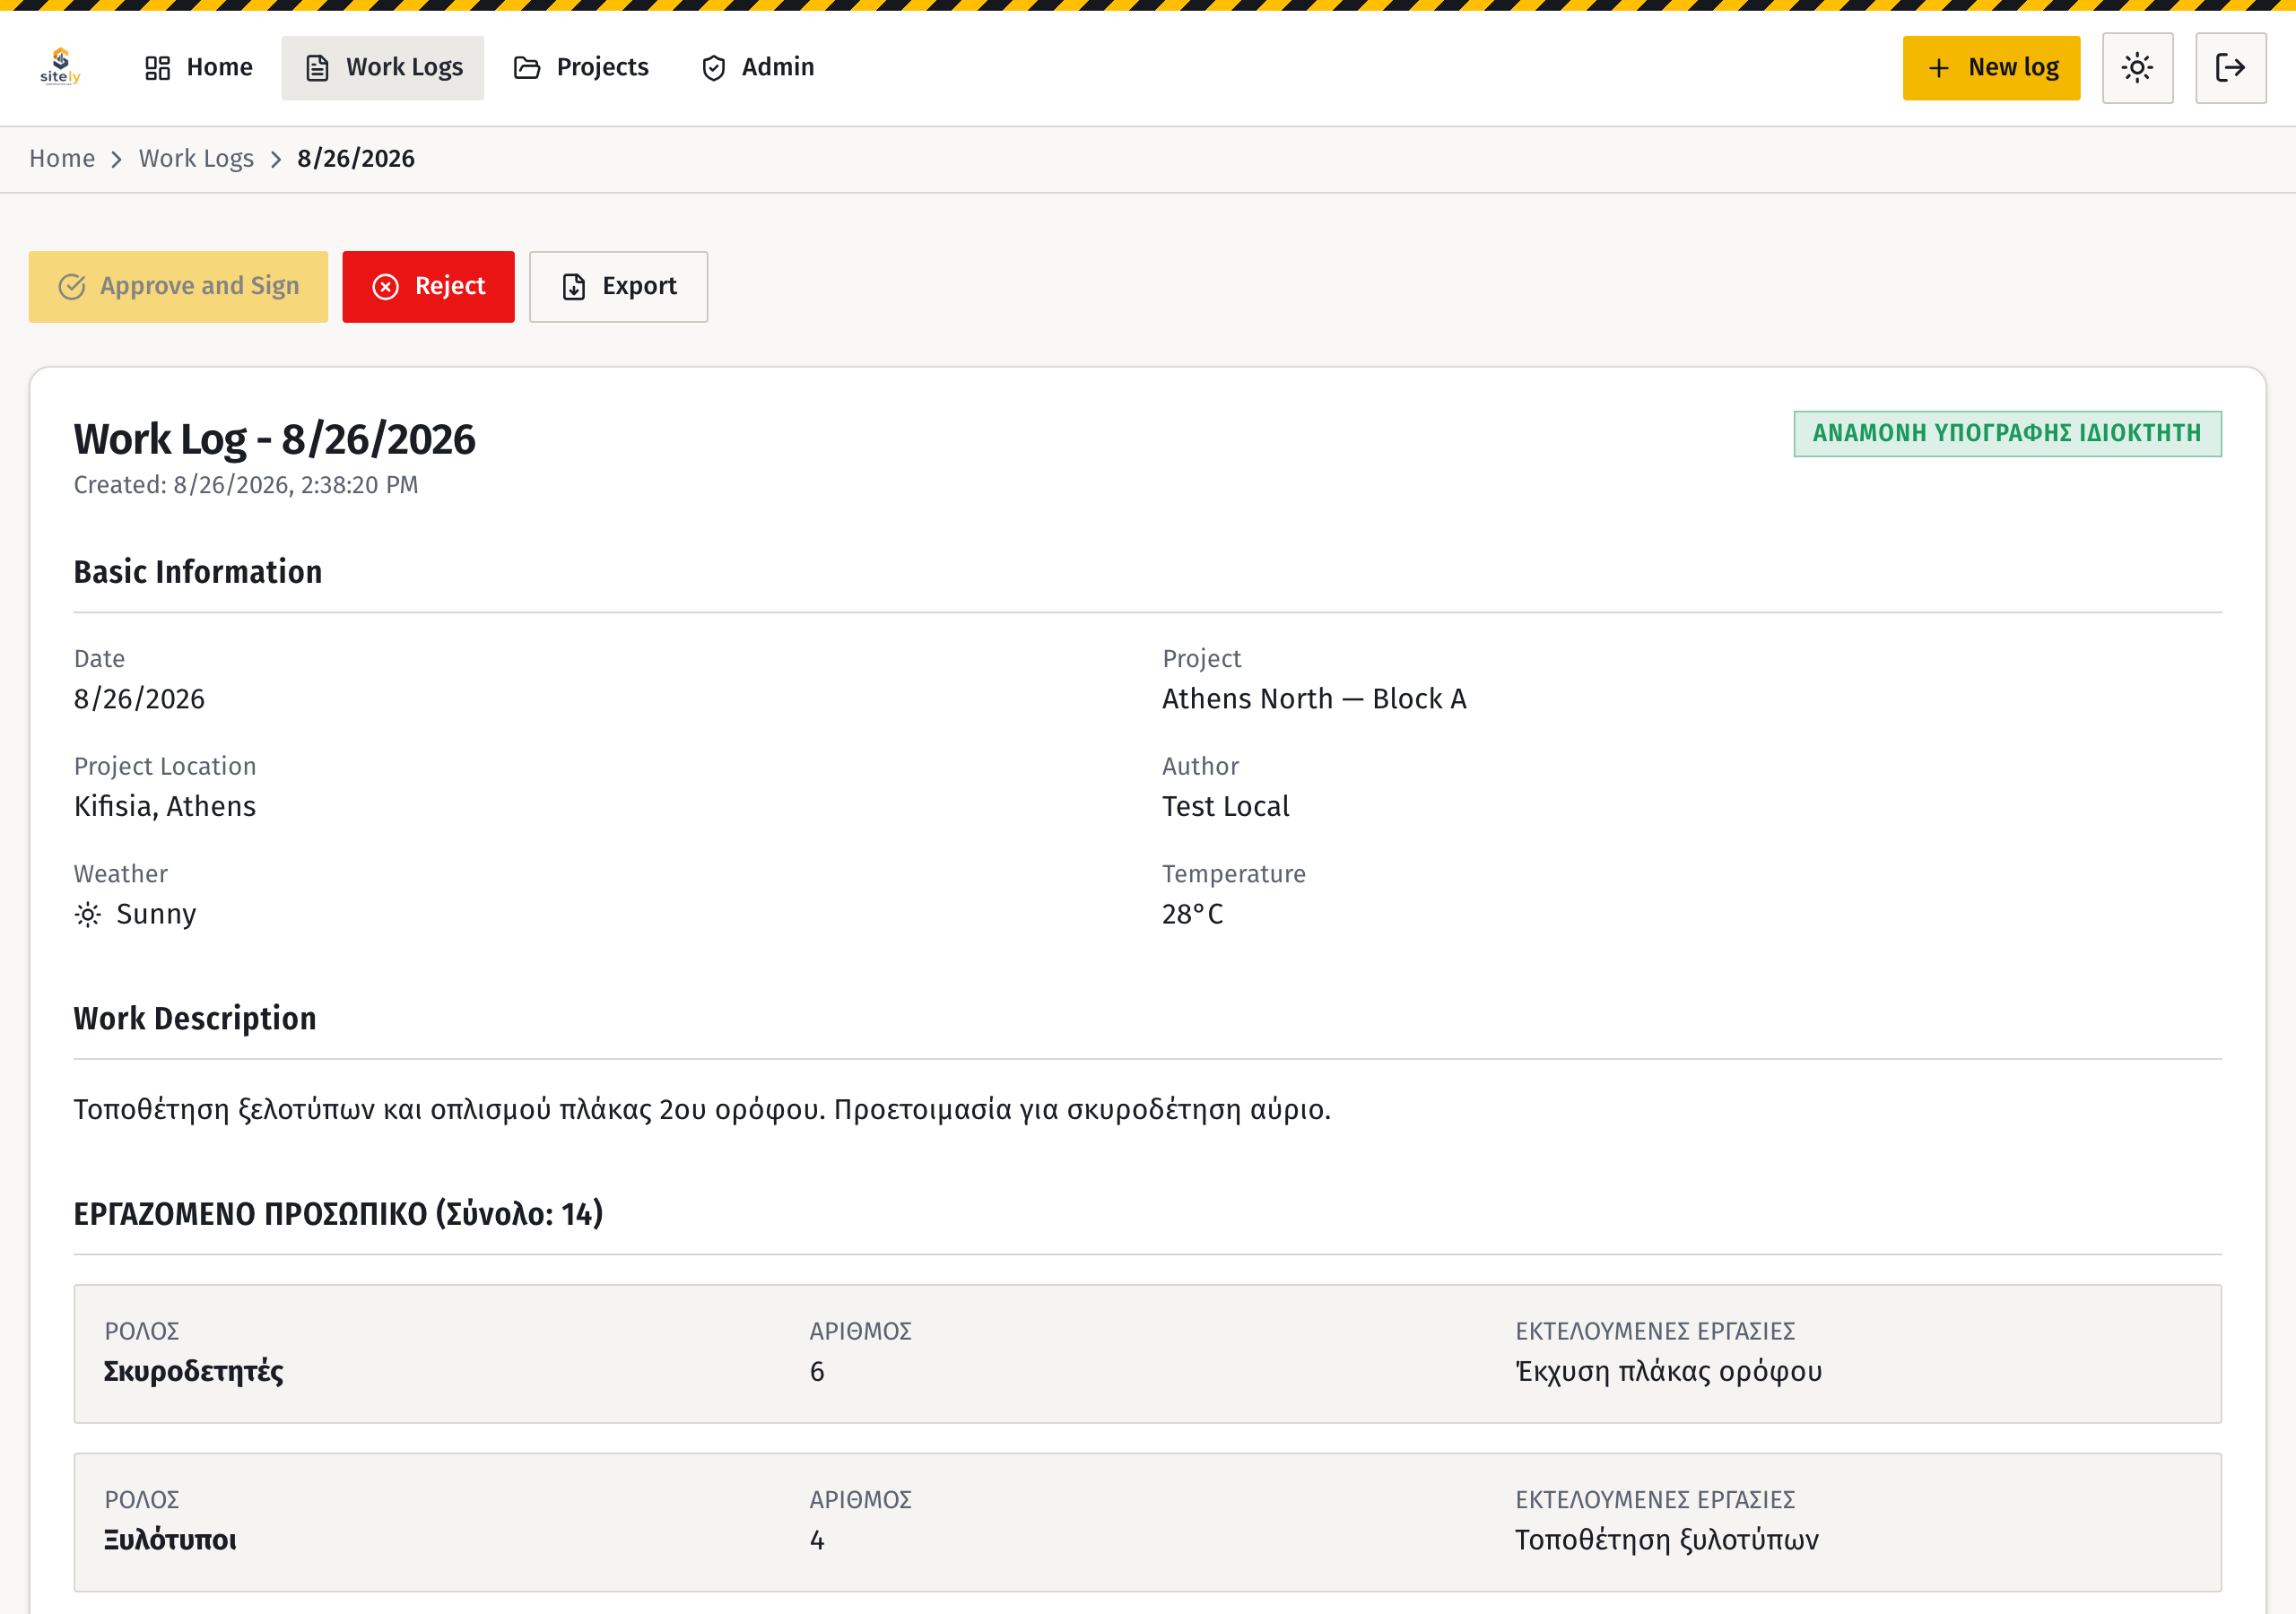 sitely
Home
Work Logs
Projects
Admin
New log
Home > Work Logs > 8/26/2026
Approve and Sign
Reject
Export
Work Log - 8/26/2026
ΑΝΑΜΟΝΗ ΥΠΟΓΡΑΦΗΣ ΙΔΙΟΚΤΗΤΗ
Created: 8/26/2026, 2:38:20 PM
Basic Information
Date
8/26/2026
Project
Athens North — Block A
Project Location
Kifisia, Athens
Author
Test Local
Weather
Sunny
Temperature
28°C
Work Description
Τοποθέτηση ξελοτύπων και οπλισμού πλάκας 2ου ορόφου. Προετοιμασία για σκυροδέτηση αύριο.
ΕΡΓΑΖΟΜΕΝΟ ΠΡΟΣΩΠΙΚΟ (Σύνολο: 14)
ΡΟΛΟΣ
Σκυροδετητές
ΑΡΙΘΜΟΣ
6
ΕΚΤΕΛΟΥΜΕΝΕΣ ΕΡΓΑΣΙΕΣ
Έκχυση πλάκας ορόφου
ΡΟΛΟΣ
Ξυλότυποι
ΑΡΙΘΜΟΣ
4
ΕΚΤΕΛΟΥΜΕΝΕΣ ΕΡΓΑΣΙΕΣ
Τοποθέτηση ξυλοτύπων